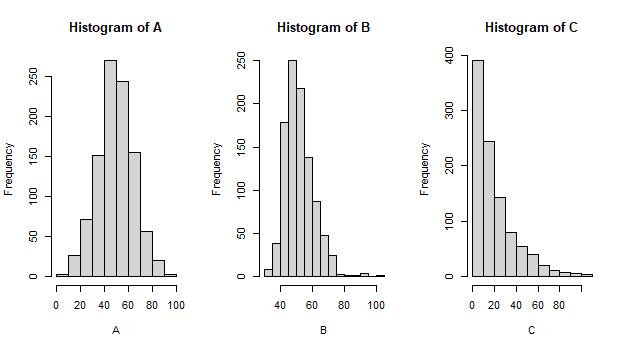 Histogram of A
Frequency
0 50 100 150 200 250
0 20 40 60 80 100
A
Histogram of B
Frequency
0 50 100 150 200 250
40 60 80 100
B
Histogram of C
Frequency
0 100 200 300 400
0 20 40 60 80
C